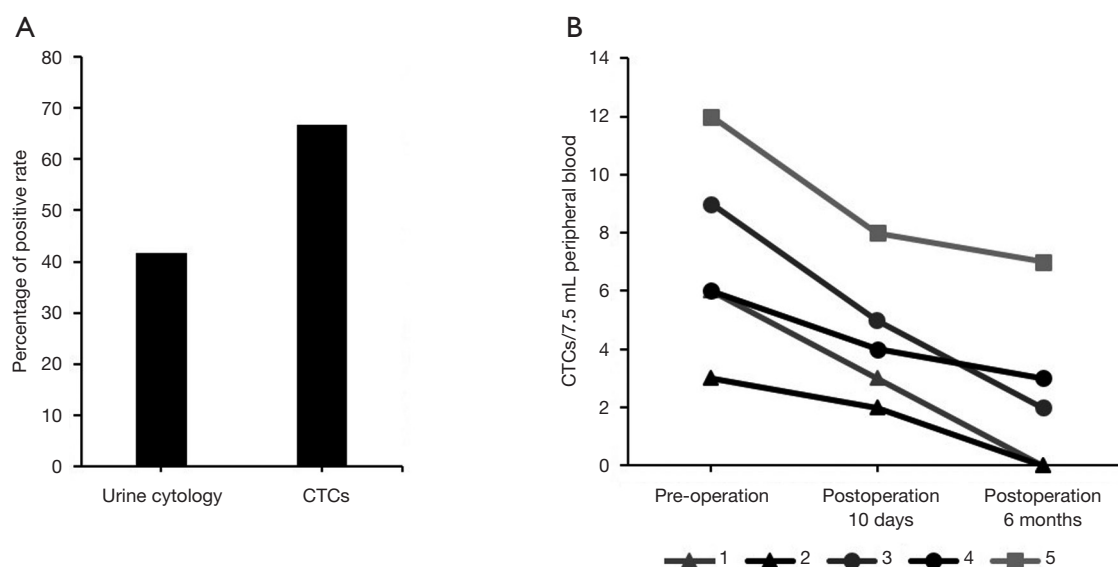 A
Percentage of positive rate
80
70
60
50
40
30
20
10
0
Urine cytology
CTCs
B
CTCs/7.5 mL peripheral blood
14
12
10
8
6
4
2
0
Pre-operation
Postoperation
10 days
Postoperation
6 months
1 2 3 4 5